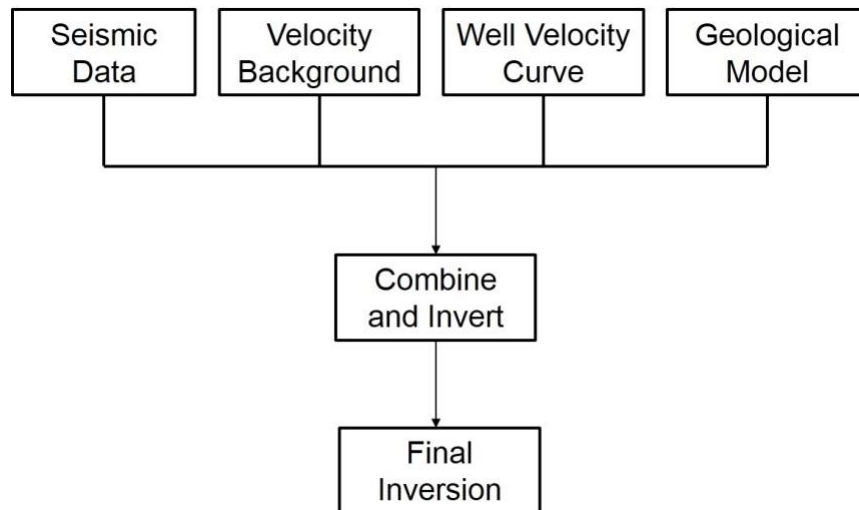 Seismic
Data
Velocity
Background
Well Velocity
Curve
Geological
Model
Combine
and Invert
Final
Inversion